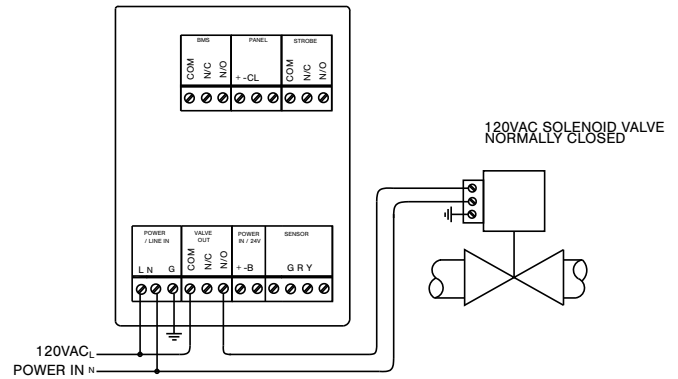 BMS PANEL STROBE
COM N/C N/O + - CL COM N/C N/O
120VAC SOLENOID VALVE
NORMALLY CLOSED
POWER / LINE IN
VALVE OUT
POWER IN / 24V
SENSOR
L N G COM N/C N/O + - B G R Y
120VAC L
POWER IN N